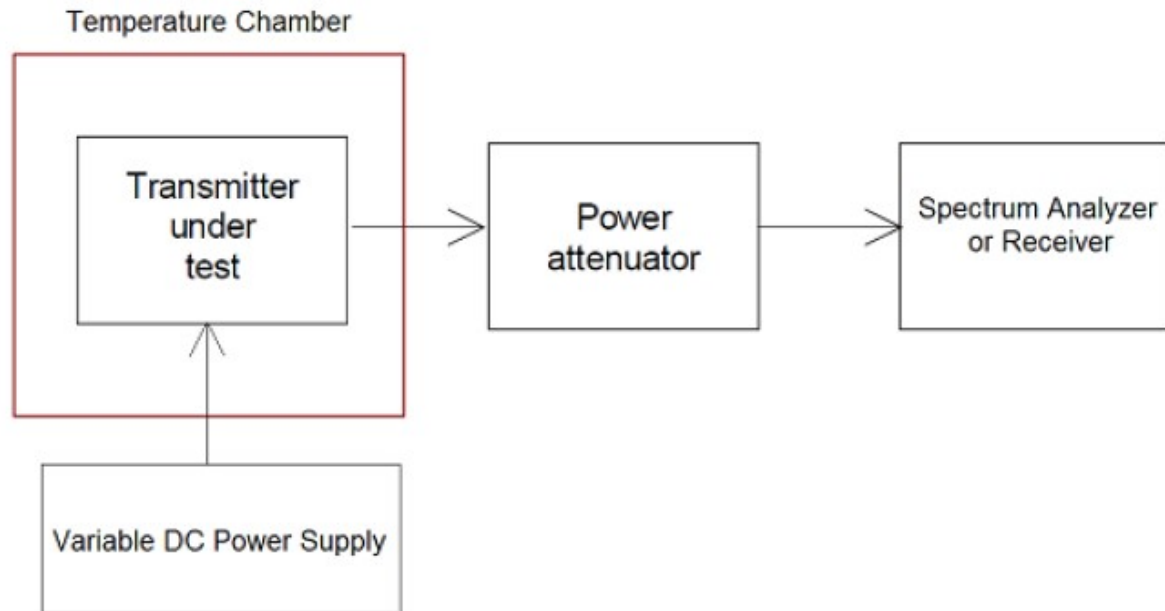 Temperature Chamber
Transmitter
under
test
Power
attenuator
Spectrum Analyzer
or Receiver
Variable DC Power Supply